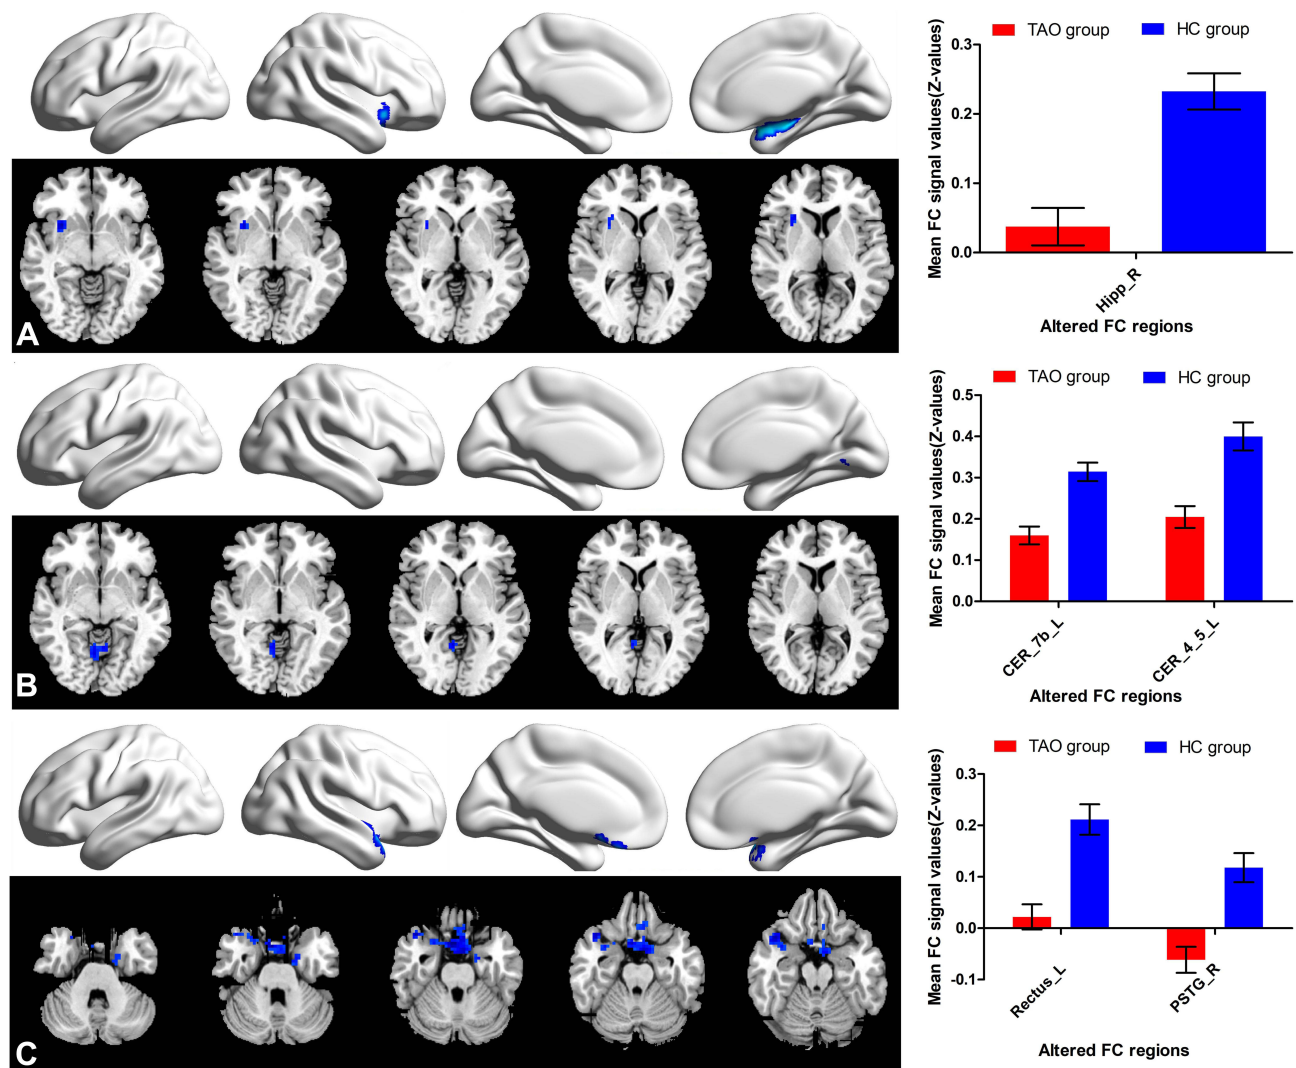 A
TAO group HC group
Mean FC signal values(Z-values)
0.3
0.2
0.1
0.0
Hipp_R
Altered FC regions
B
TAO group HC group
Mean FC signal values(Z-values)
0.5
0.4
0.3
0.2
0.1
0.0
CER_7b_L CER_4_5_L
Altered FC regions
C
TAO group HC group
Mean FC signal values(Z-values)
0.3
0.2
0.1
0.0
-0.1
Rectus_L PSTG_R
Altered FC regions